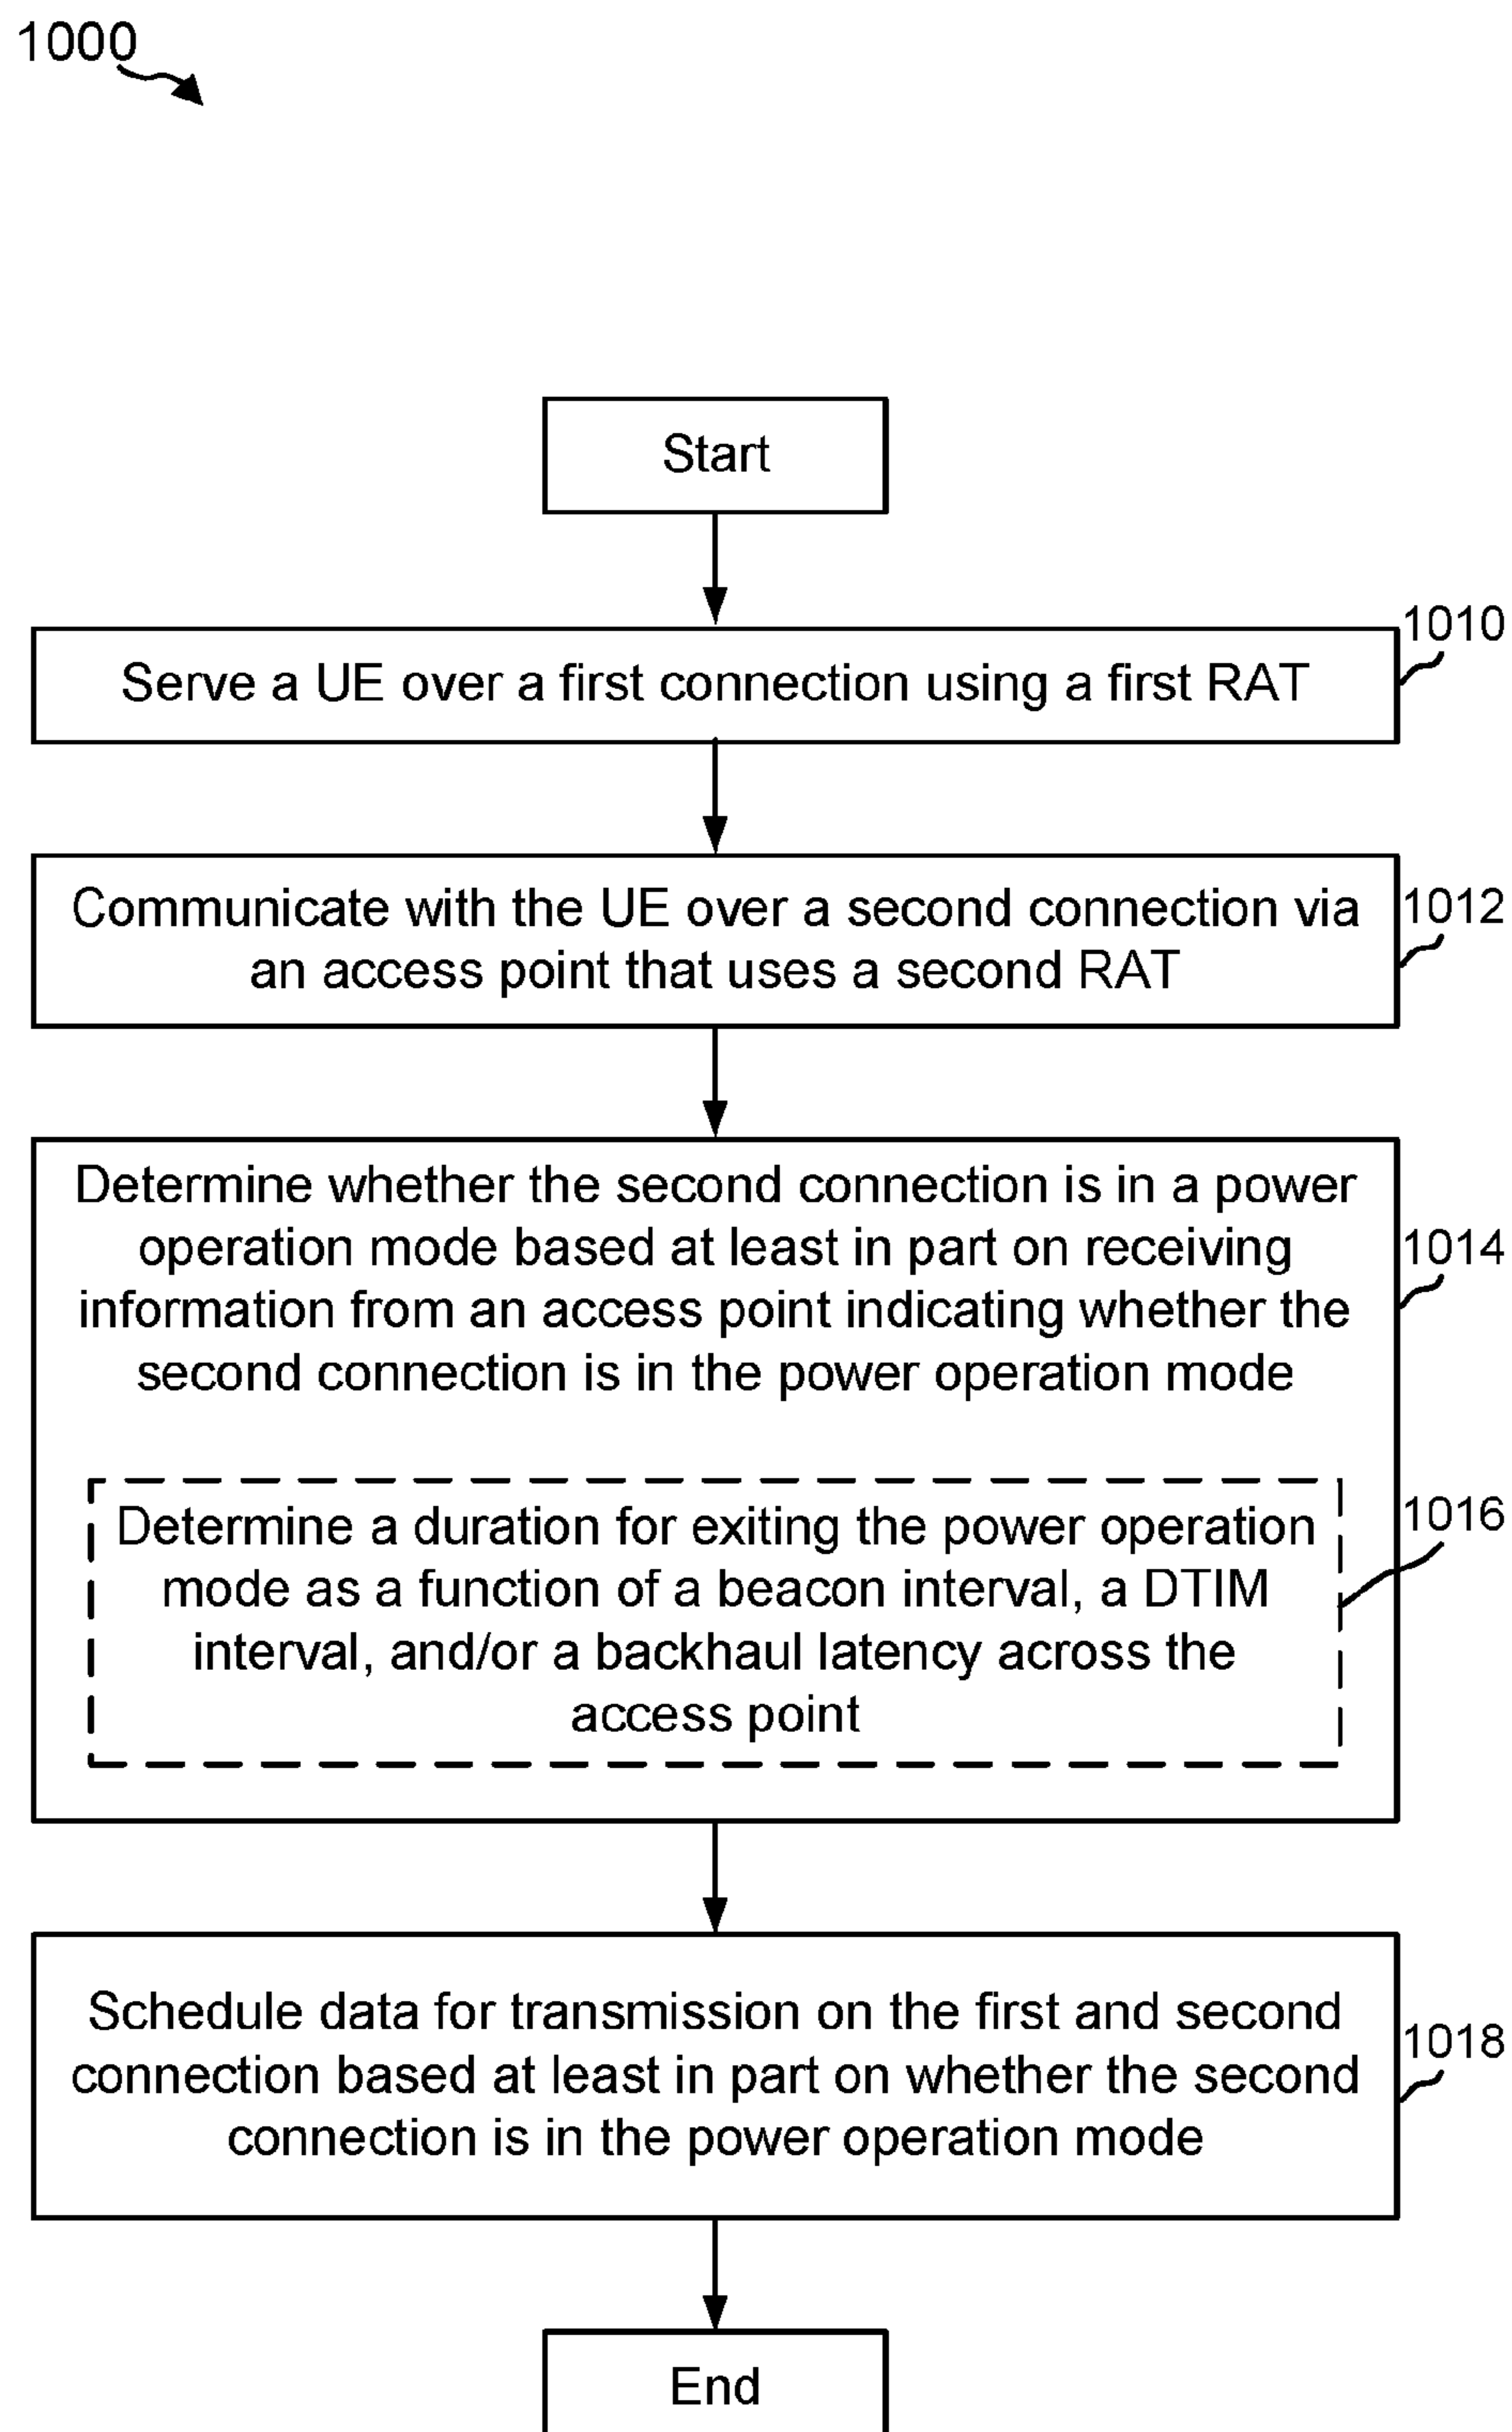 1000
Start
1010
Serve a UE over a first connection using a first RAT
1012
Communicate with the UE over a second connection via
an access point that uses a second RAT
1014
Determine whether the second connection is in a power
operation mode based at least in part on receiving
information from an access point indicating whether the
second connection is in the power operation mode
1016
Determine a duration for exiting the power operation
mode as a function of a beacon interval, a DTIM
interval, and/or a backhaul latency across the
access point
1018
Schedule data for transmission on the first and second
connection based at least in part on whether the second
connection is in the power operation mode
End